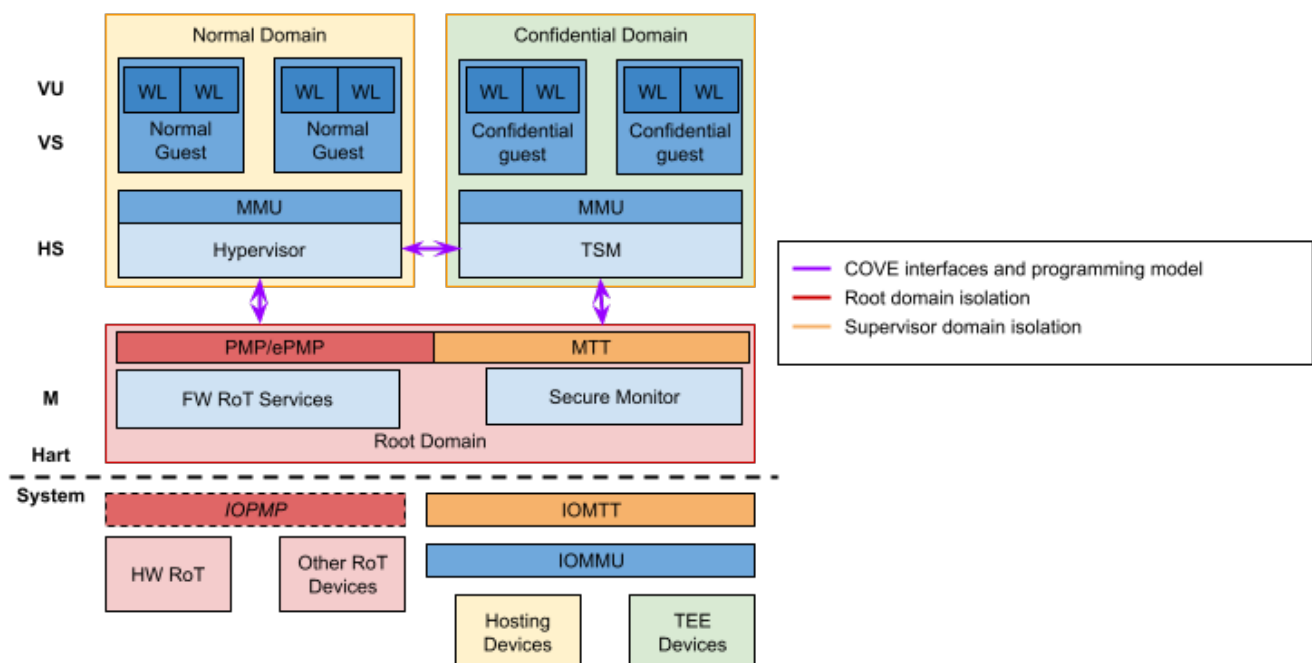 Normal Domain
Confidential Domain
VU
WL WL
WL WL
WL WL
WL WL
VS
Normal
Guest
Normal
Guest
Confidential
guest
Confidential
guest
MMU
MMU
HS
Hypervisor
TSM
COVE interfaces and programming model
Root domain isolation
Supervisor domain isolation
PMP/ePMP
MTT
M
FW RoT Services
Secure Monitor
Root Domain
Hart
System
IOPMP
IOMTT
HW RoT
Other RoT
Devices
IOMMU
Hosting
Devices
TEE
Devices